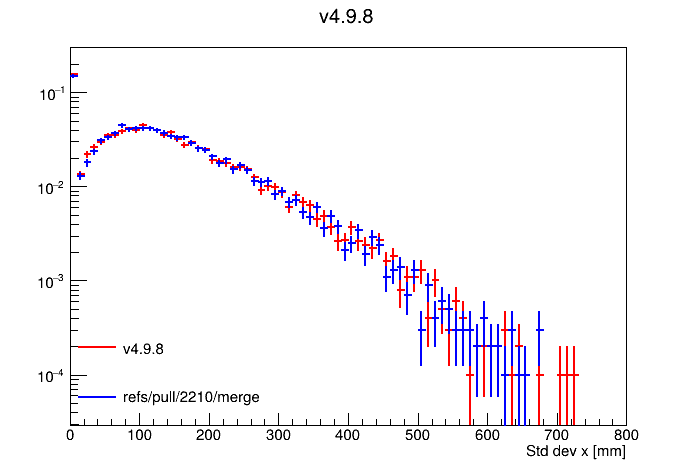 v4.9.8
10⁻¹
10⁻²
10⁻³
10⁻⁴
v4.9.8
refs/pull/2210/merge
0 100 200 300 400 500 600 700 800
Std dev x [mm]